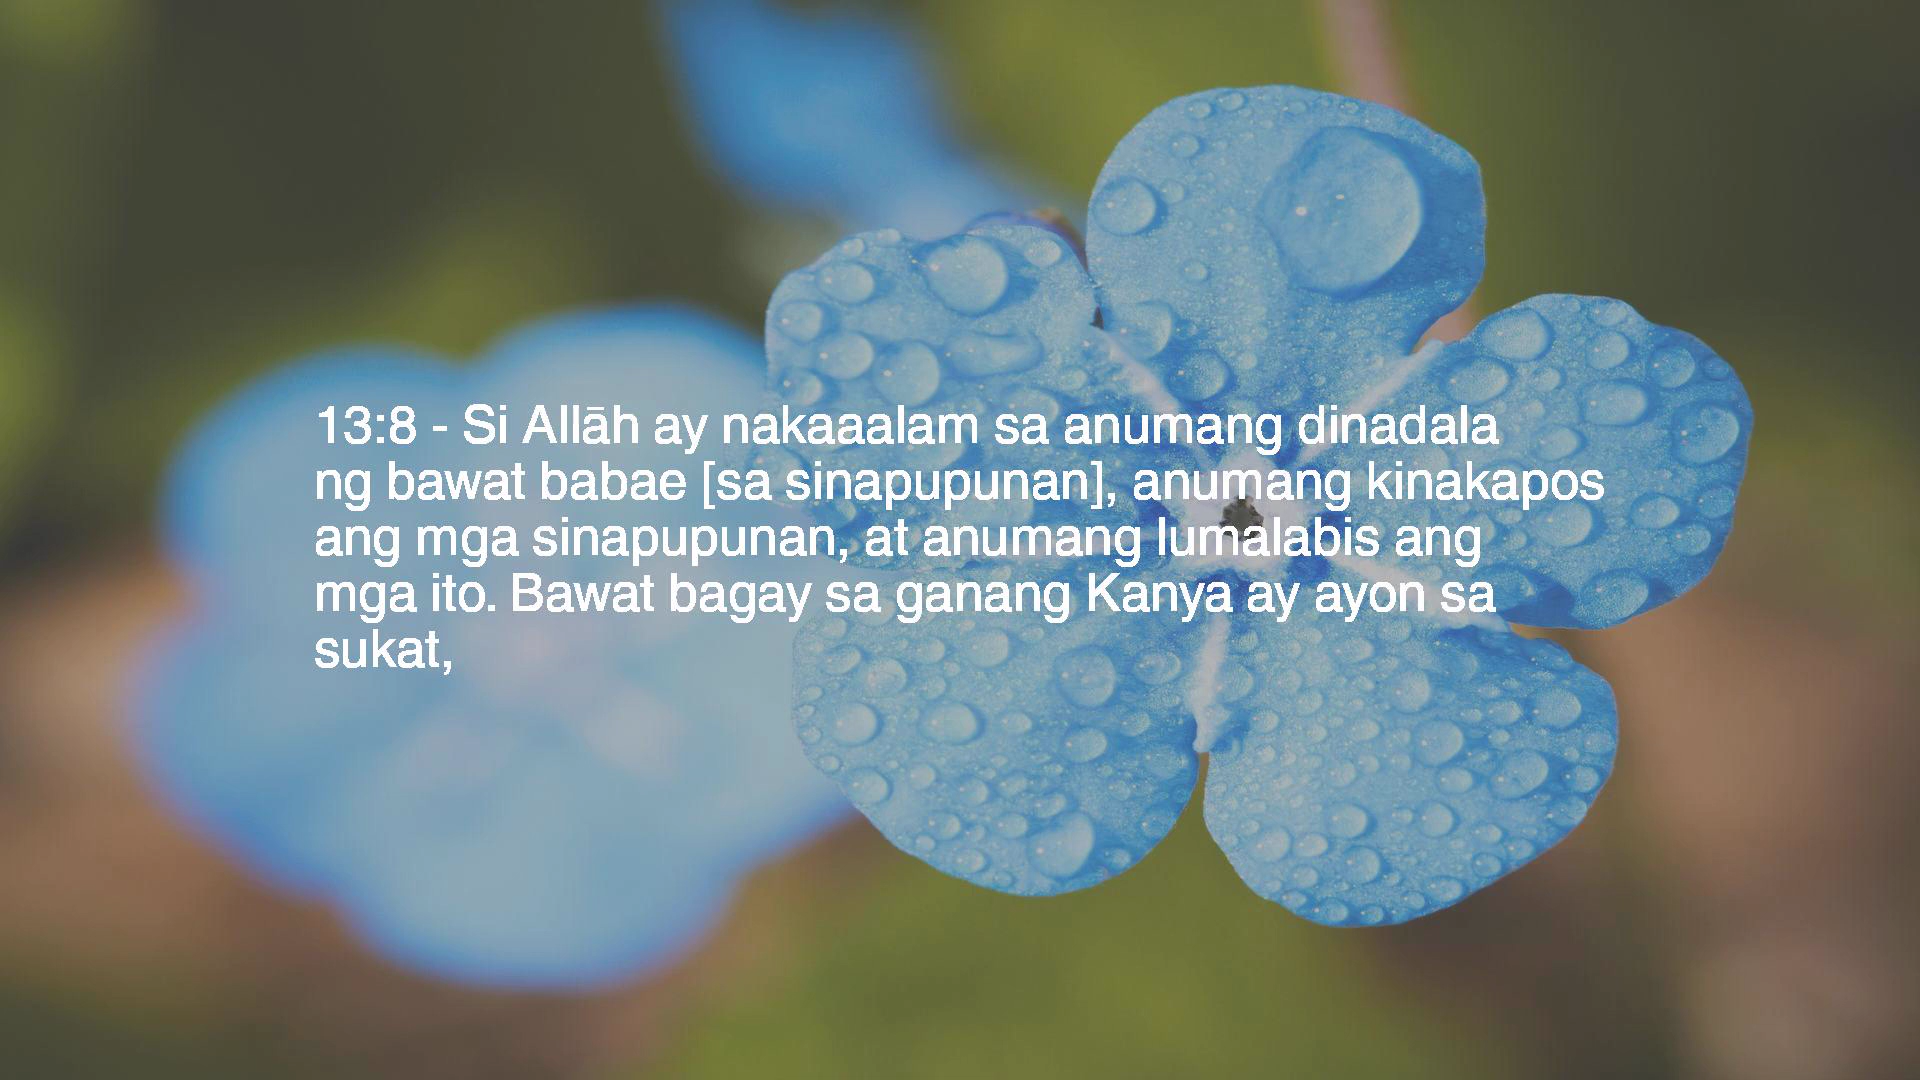 13:8 - Si Allāh ay nakaaalam sa anumang dinadala
ng bawat babae [sa sinapupunan], anumang kinakapos
ang mga sinapupunan, at anumang lumalabis ang
mga ito. Bawat bagay sa ganang Kanya ay ayon sa
sukat,